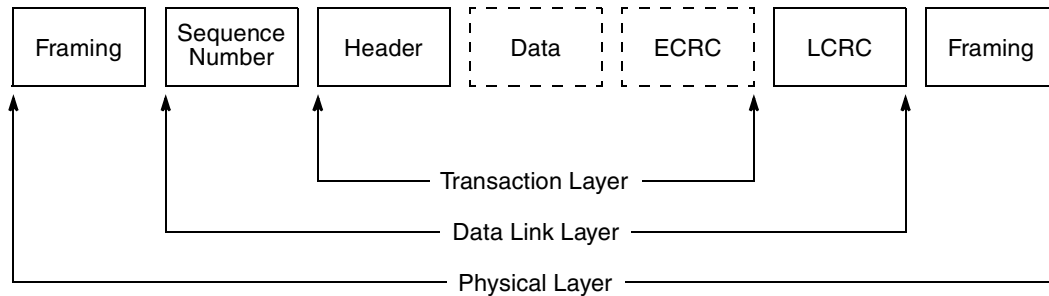 Framing
Sequence
Number
Header
Data
ECRC
LCRC
Framing
Transaction Layer
Data Link Layer
Physical Layer